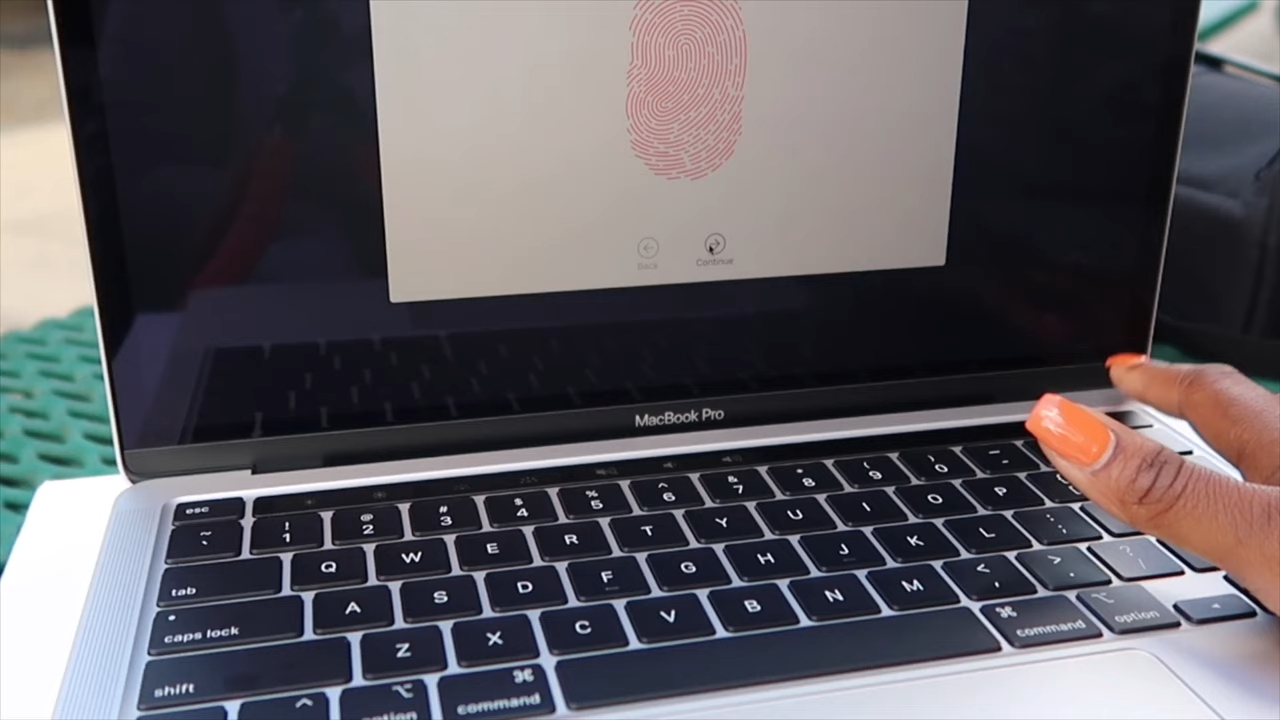 Back
Continue
MacBook Pro
esc
~ ! @ # $ % ^ & * ( ) _
` 1 2 3 4 5 6 7 8 9 0 -
tab Q W E R T Y U I O P {
caps lock A S D F G H J K L : ;
shift Z X C V B N M < , > . ? /
^ ⌥ option ⌘ command ⌘ command ⌥ option ◄